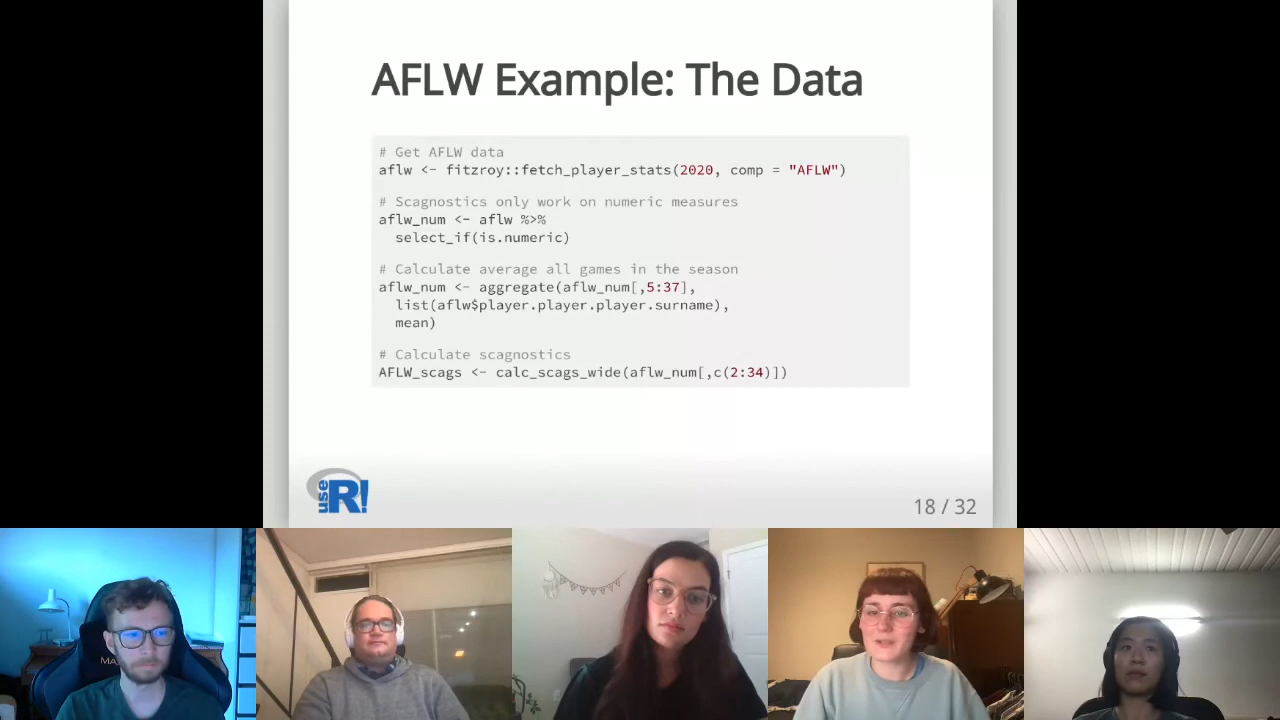 AFLW Example: The Data
# Get AFLW data
aflw <- fitzroy::fetch_player_stats(2020, comp = "AFLW")
# Scagnostics only work on numeric measures
aflw_num <- aflw %>%
  select_if(is.numeric)
# Calculate average all games in the season
aflw_num <- aggregate(aflw_num[,5:37],
  list(aflw$player.player.player.surname),
  mean)
# Calculate scagnostics
AFLW_scags <- calc_scags_wide(aflw_num[,c(2:34)])
use R!
18 / 32